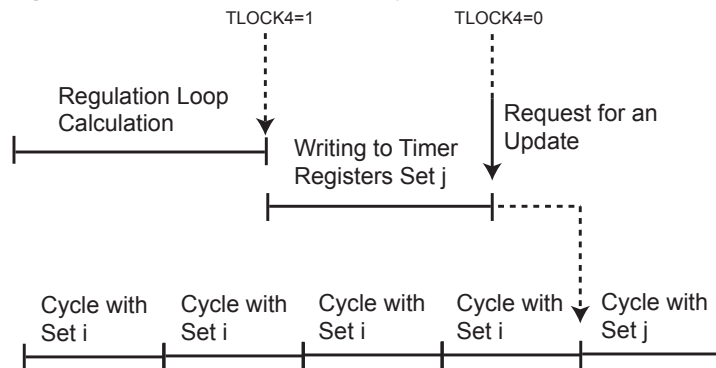 TLOCK4=1
TLOCK4=0
Regulation Loop
Calculation
Request for an
Update
Writing to Timer
Registers Set j
Cycle with
Set i
Cycle with
Set i
Cycle with
Set i
Cycle with
Set i
Cycle with
Set j